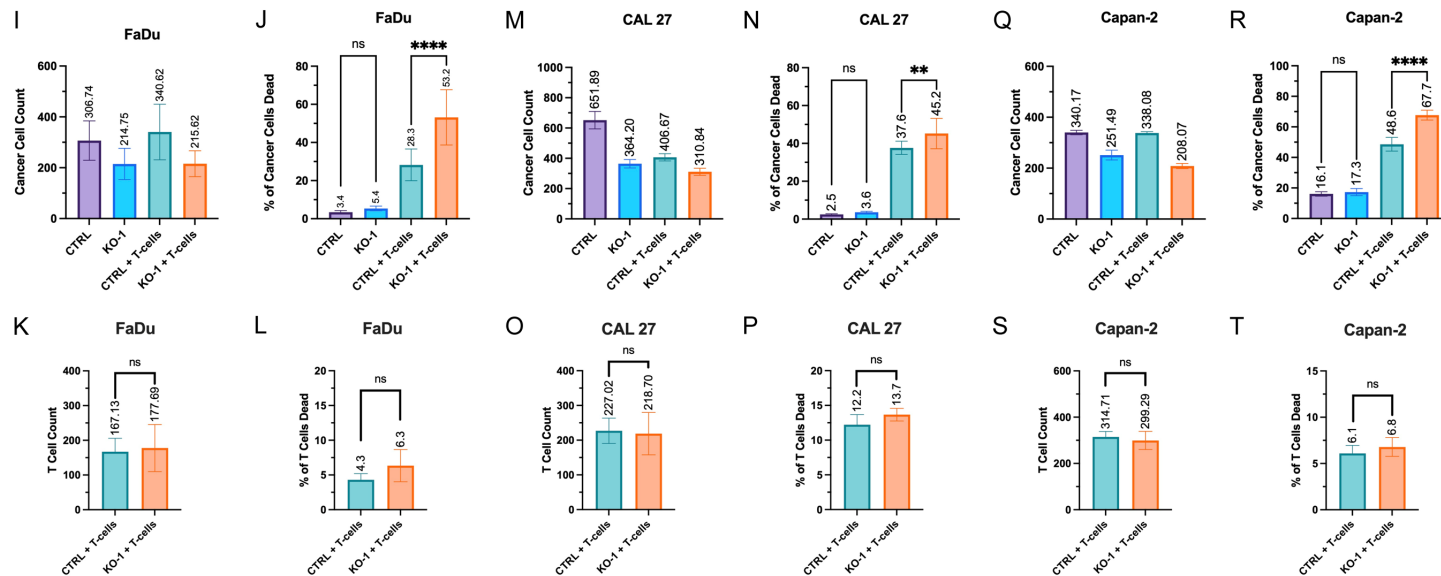 I
FaDu
Cancer Cell Count
600
400
200
0
306.74
214.75
340.62
215.62
CTRL
KO-1
CTRL + T-cells
KO-1 + T-cells
J
FaDu
% of Cancer Cells Dead
80
60
40
20
0
ns
****
3.4
5.4
28.3
53.2
CTRL
KO-1
CTRL + T-cells
KO-1 + T-cells
M
CAL 27
Cancer Cell Count
1000
800
600
400
200
0
651.89
364.20
406.67
310.84
CTRL
KO-1
CTRL + T-cells
KO-1 + T-cells
N
CAL 27
% of Cancer Cells Dead
80
60
40
20
0
ns
**
2.5
3.6
37.6
45.2
CTRL
KO-1
CTRL + T-cells
KO-1 + T-cells
Q
Capan-2
Cancer Cell Count
600
400
200
0
340.17
251.49
338.08
208.07
CTRL
KO-1
CTRL + T-cells
KO-1 + T-cells
R
Capan-2
% of Cancer Cells Dead
100
80
60
40
20
0
ns
****
16.1
17.3
48.6
67.7
CTRL
KO-1
CTRL + T-cells
KO-1 + T-cells
K
FaDu
T Cell Count
400
300
200
100
0
ns
167.13
177.69
CTRL + T-cells
KO-1 + T-cells
L
FaDu
% of T Cells Dead
20
15
10
5
0
ns
4.3
6.3
CTRL + T-cells
KO-1 + T-cells
O
CAL 27
T Cell Count
400
300
200
100
0
ns
227.02
218.70
CTRL + T-cells
KO-1 + T-cells
P
CAL 27
% of T Cells Dead
20
15
10
5
0
ns
12.2
13.7
CTRL + T-cells
KO-1 + T-cells
S
Capan-2
T Cell Count
600
450
300
150
0
ns
314.71
299.29
CTRL + T-cells
KO-1 + T-cells
T
Capan-2
% of T Cells Dead
15
10
5
0
ns
6.1
6.8
CTRL + T-cells
KO-1 + T-cells